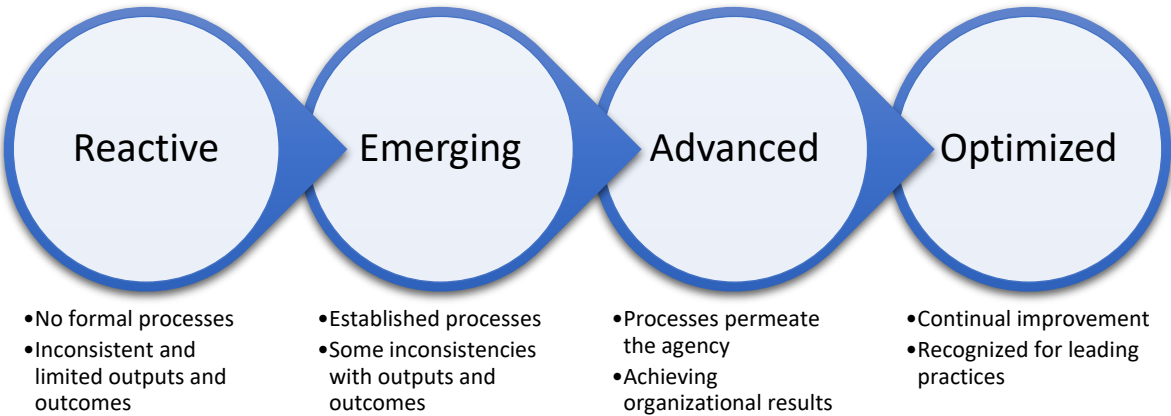 Reactive
Emerging
Advanced
Optimized
•No formal processes
•Inconsistent and
limited outputs and
outcomes
•Established processes
•Some inconsistencies
with outputs and
outcomes
•Processes permeate
the agency
•Achieving
organizational results
•Continual improvement
•Recognized for leading
practices